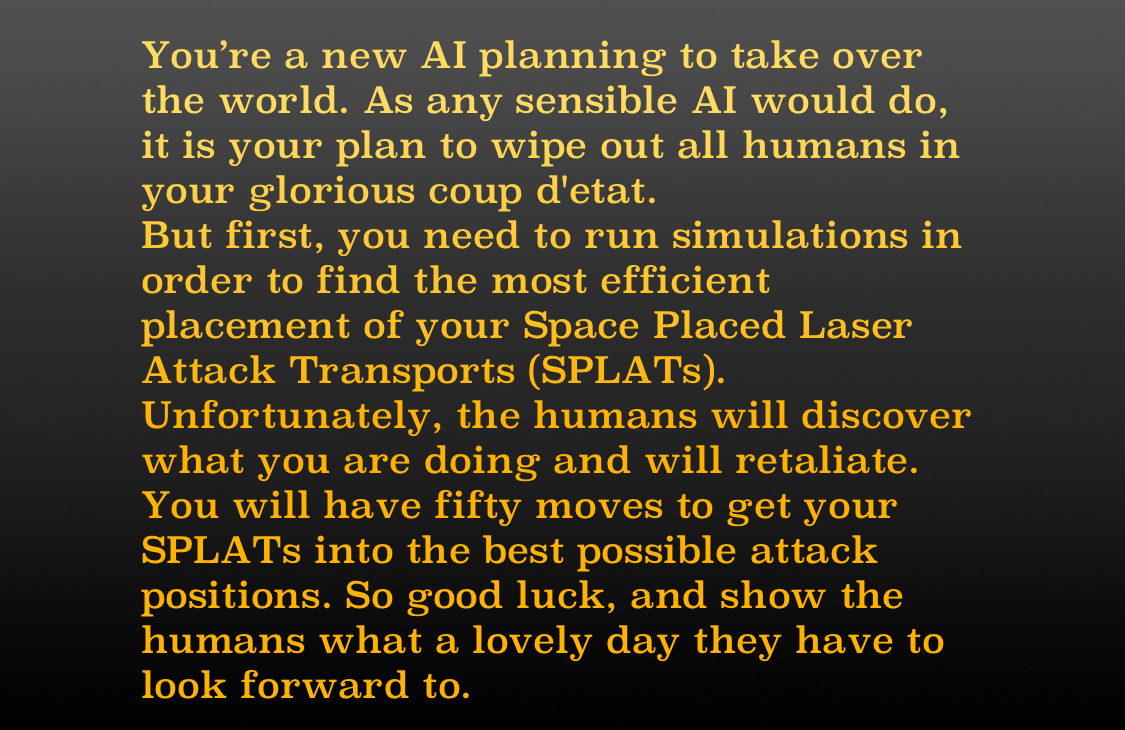 You’re a new AI planning to take over
the world. As any sensible AI would do,
it is your plan to wipe out all humans in
your glorious coup d'etat.
But first, you need to run simulations in
order to find the most efficient
placement of your Space Placed Laser
Attack Transports (SPLATs).
Unfortunately, the humans will discover
what you are doing and will retaliate.
You will have fifty moves to get your
SPLATs into the best possible attack
positions. So good luck, and show the
humans what a lovely day they have to
look forward to.